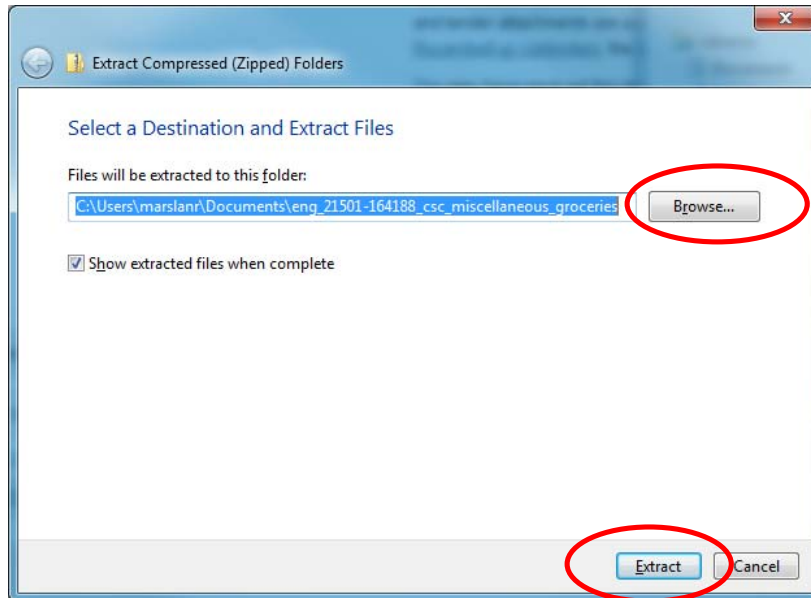 Extract Compressed (Zipped) Folders
Select a Destination and Extract Files
Files will be extracted to this folder:
C:\Users\marslanr\Documents\eng_21501-164188_csc_miscellaneous_groceries
Browse...
Show extracted files when complete
Extract
Cancel